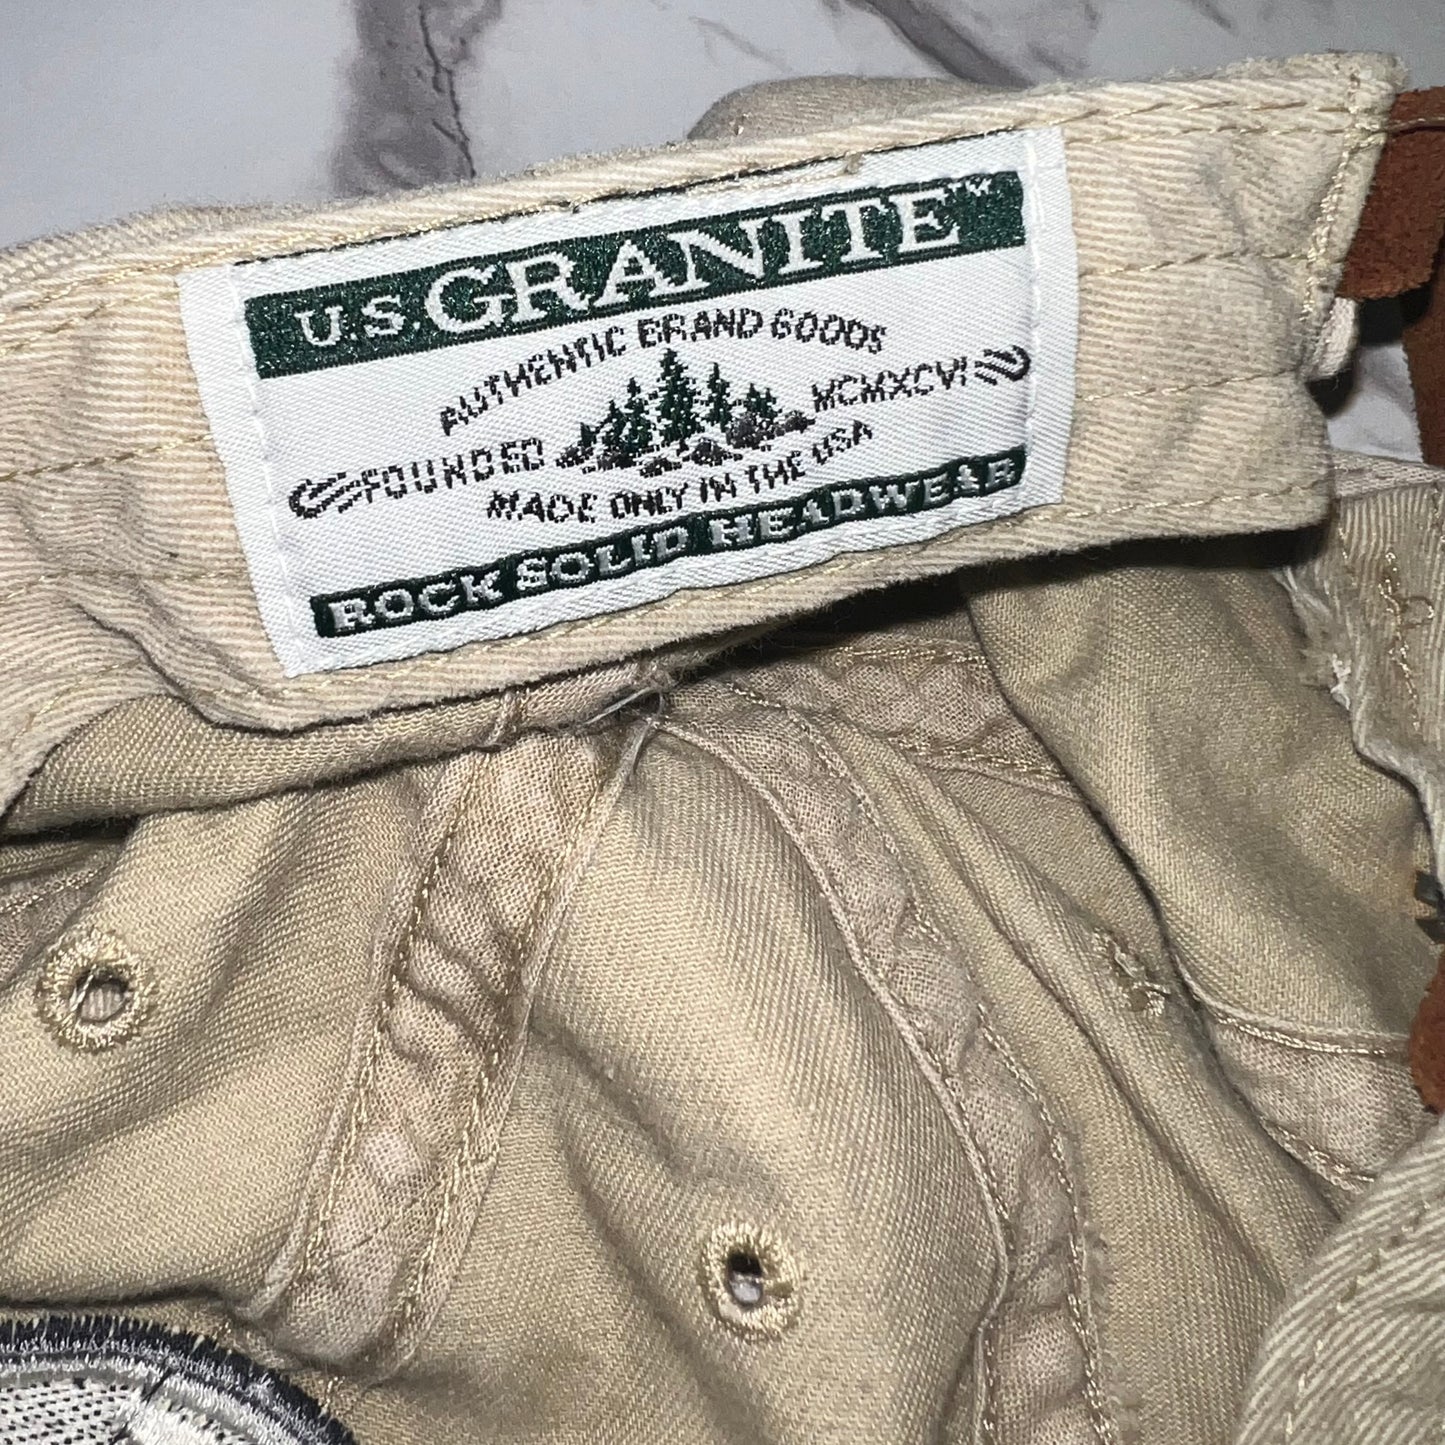 U.S. GRANITE™
AUTHENTIC BRAND GOODS
FOUNDED MCMXCVI
MADE ONLY IN THE USA
ROCK SOLID HEADWEAR